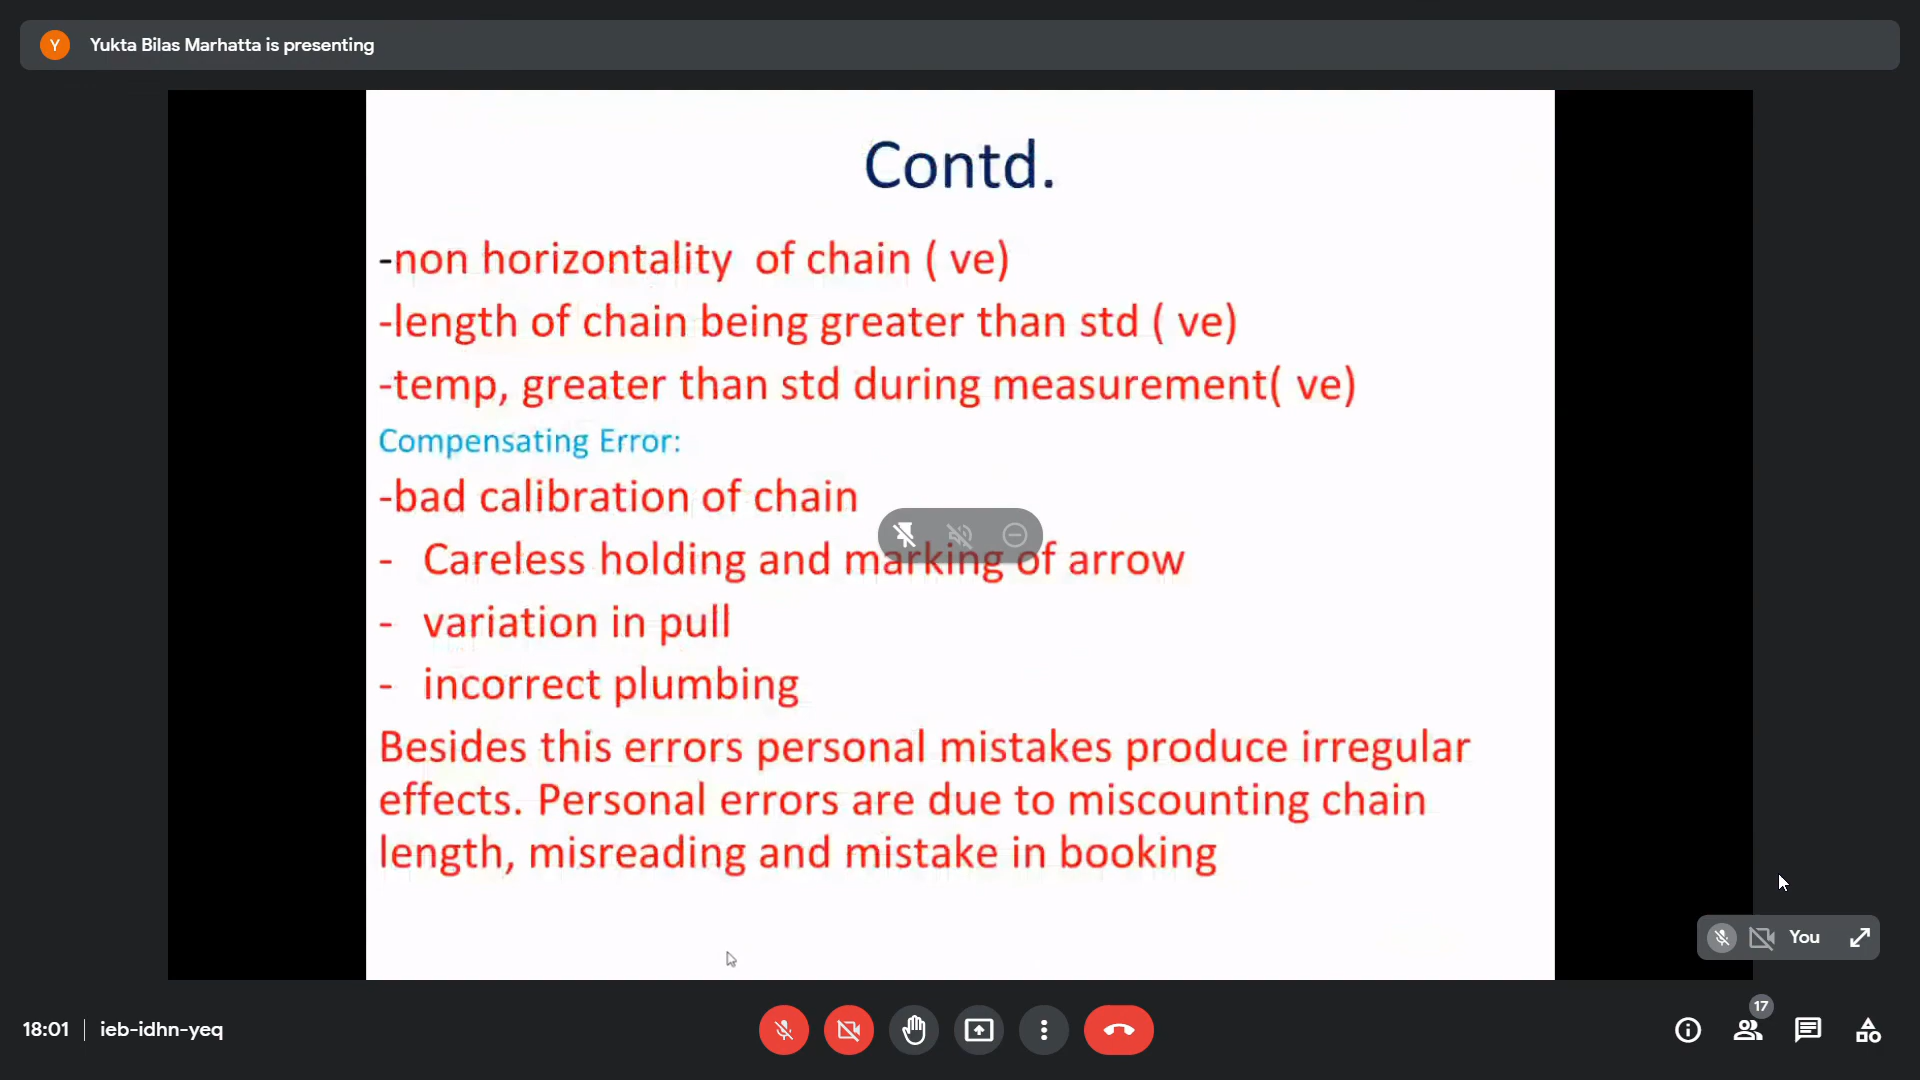 Y
Yukta Bilas Marhatta is presenting
Contd.
-non horizontality of chain ( ve)
-length of chain being greater than std ( ve)
-temp, greater than std during measurement( ve)
Compensating Error:
-bad calibration of chain
- Careless holding and marking of arrow
- variation in pull
- incorrect plumbing
Besides this errors personal mistakes produce irregular
effects. Personal errors are due to miscounting chain
length, misreading and mistake in booking
You
18:01 | ieb-idhn-yeq
17